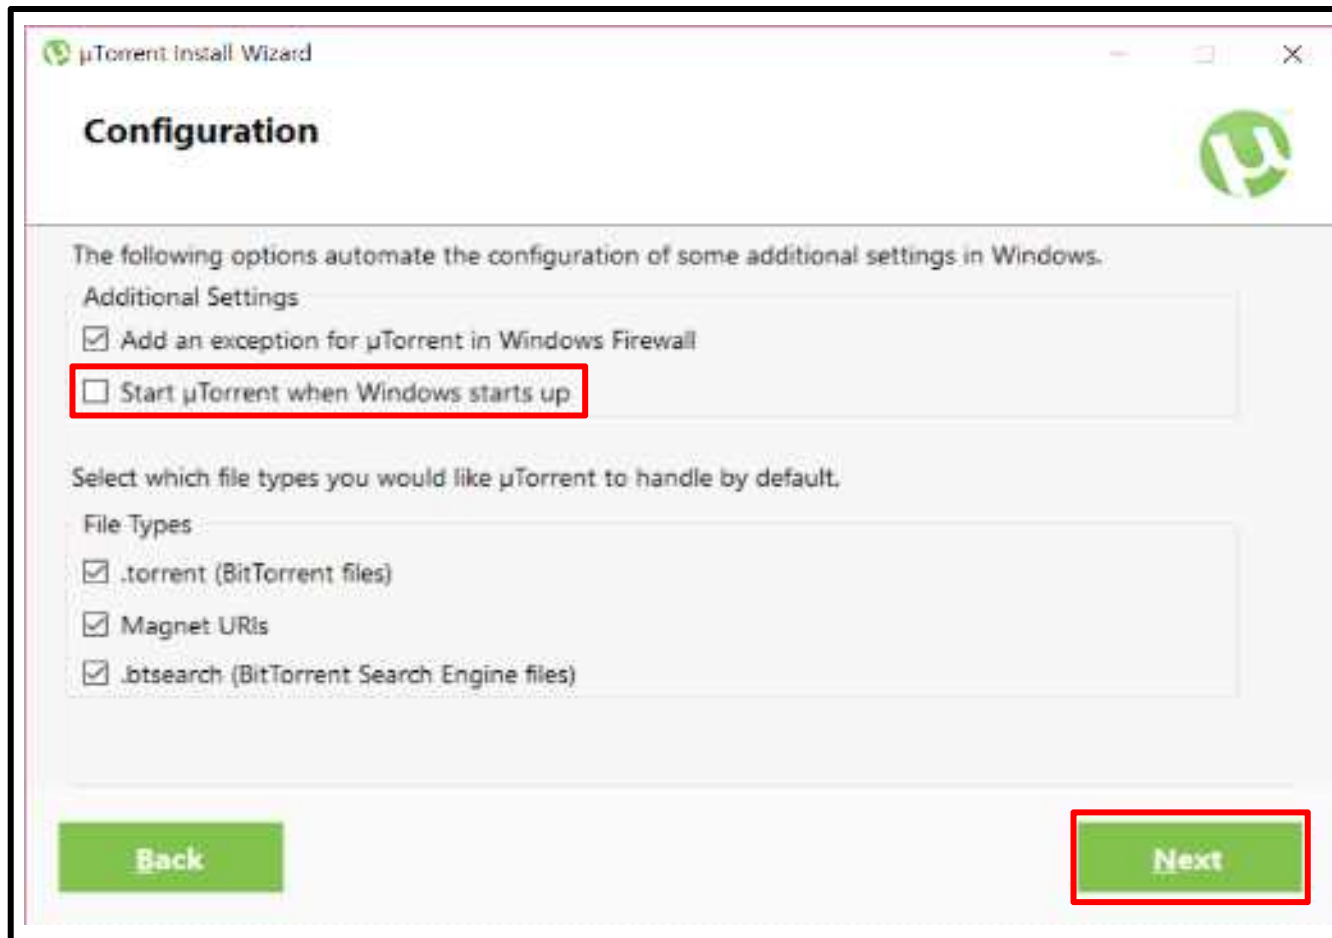 µTorrent Install Wizard
Configuration
The following options automate the configuration of some additional settings in Windows.
Additional Settings
Add an exception for µTorrent in Windows Firewall
Start µTorrent when Windows starts up
Select which file types you would like µTorrent to handle by default.
File Types
.torrent (BitTorrent files)
Magnet URIs
.btsearch (BitTorrent Search Engine files)
Back
Next